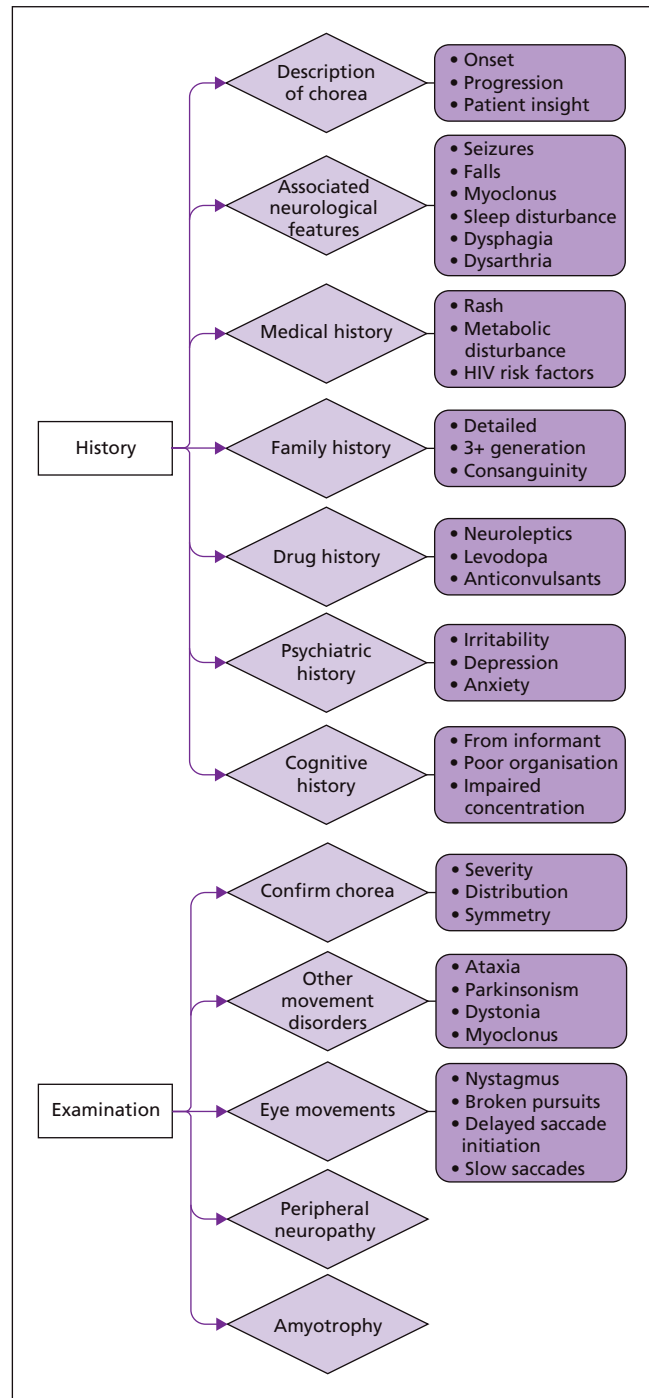 Description
of chorea
• Onset
• Progression
• Patient insight
Associated
neurological
features
• Seizures
• Falls
• Myoclonus
• Sleep disturbance
• Dysphagia
• Dysarthria
Medical history
• Rash
• Metabolic
disturbance
• HIV risk factors
History
Family history
• Detailed
• 3+ generation
• Consanguinity
Drug history
• Neuroleptics
• Levodopa
• Anticonvulsants
Psychiatric
history
• Irritability
• Depression
• Anxiety
Cognitive
history
• From informant
• Poor organisation
• Impaired
concentration
Confirm chorea
• Severity
• Distribution
• Symmetry
Other
movement
disorders
• Ataxia
• Parkinsonism
• Dystonia
• Myoclonus
Examination
Eye movements
• Nystagmus
• Broken pursuits
• Delayed saccade
initiation
• Slow saccades
Peripheral
neuropathy
Amyotrophy